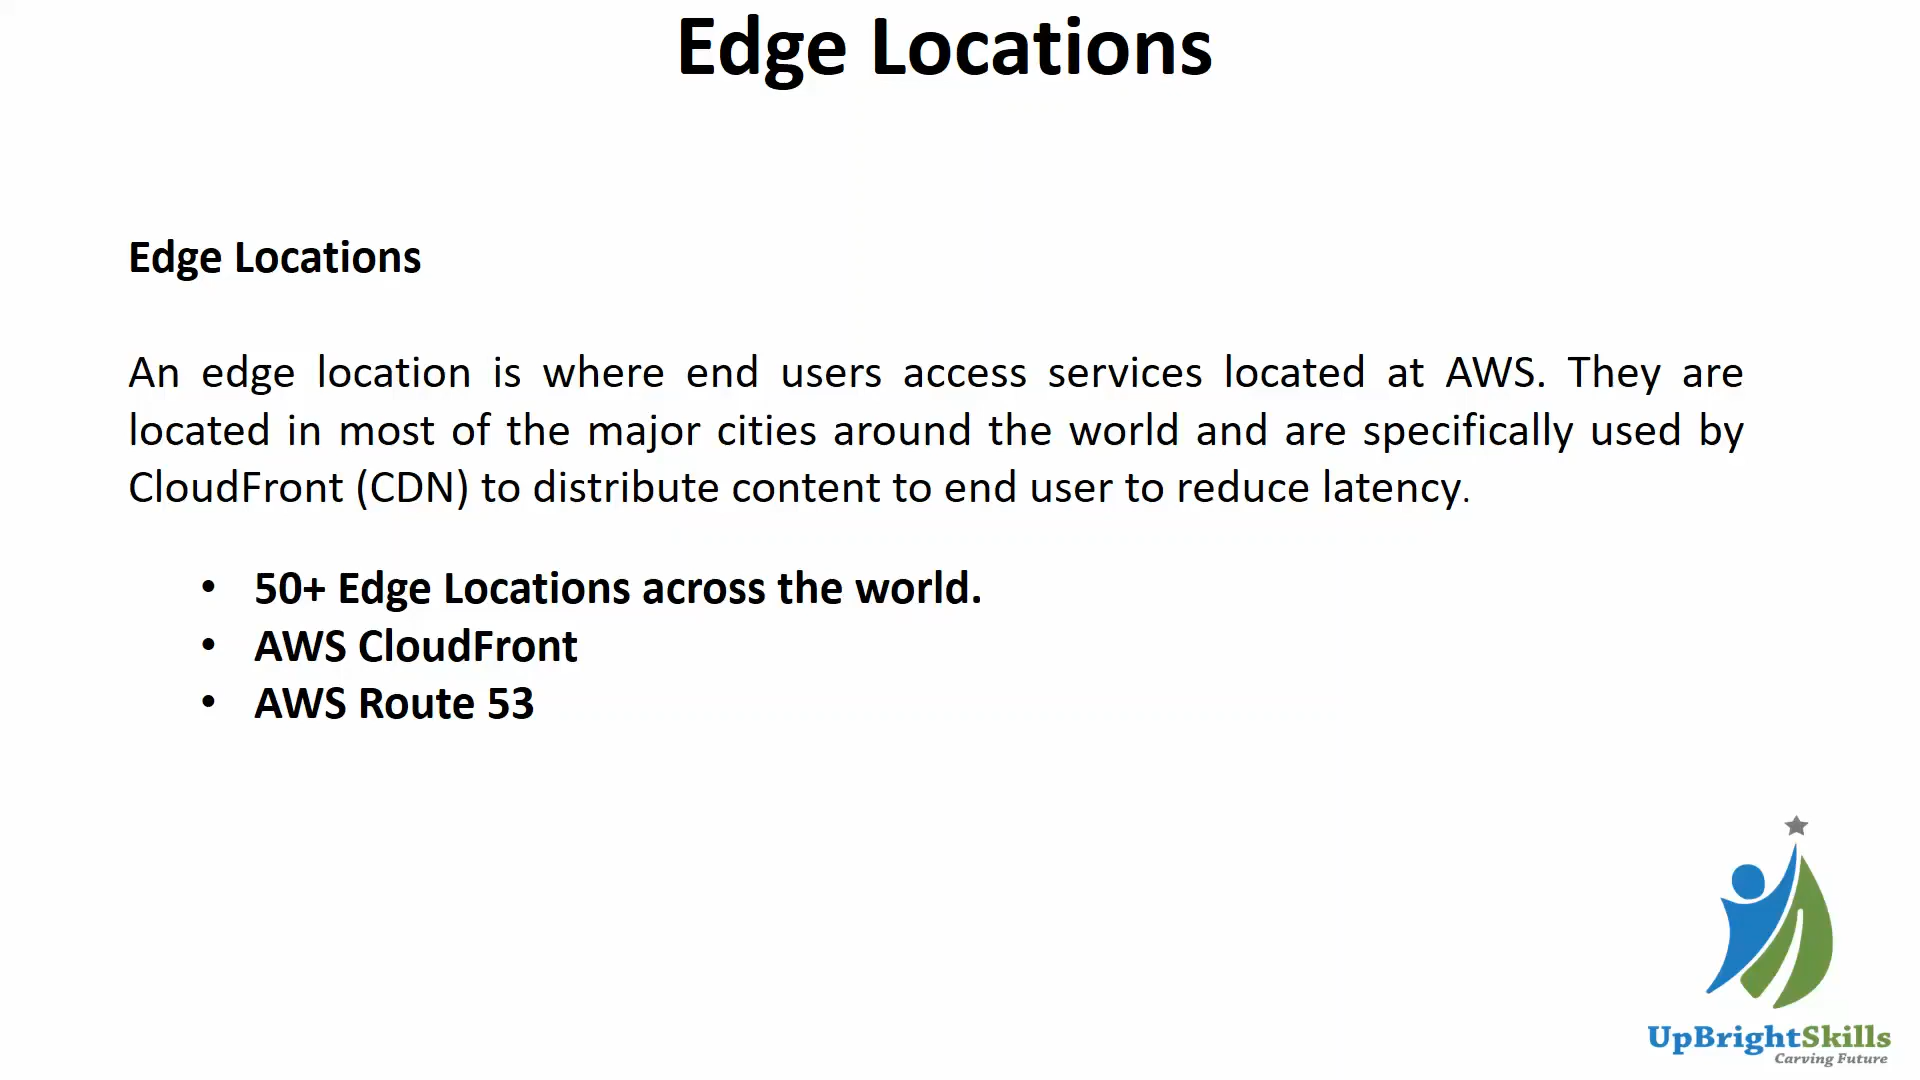 Edge Locations
Edge Locations
An edge location is where end users access services located at AWS. They are
located in most of the major cities around the world and are specifically used by
CloudFront (CDN) to distribute content to end user to reduce latency.
• 50+ Edge Locations across the world.
• AWS CloudFront
• AWS Route 53
UpBrightSkills
Carving Future